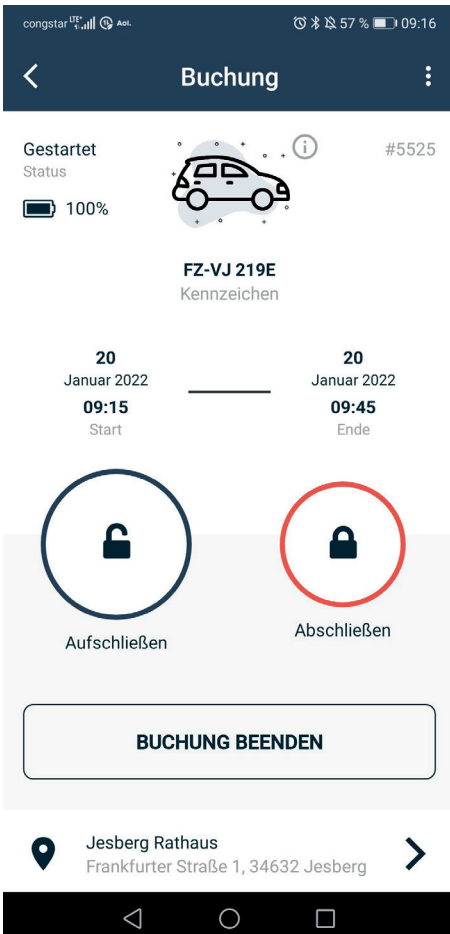 congstar LTE Aol. 57 % 09:16
Buchung
Gestartet
Status
#5525
100%
FZ-VJ 219E
Kennzeichen
20
Januar 2022
09:15
Start
20
Januar 2022
09:45
Ende
Aufschließen
Abschließen
BUCHUNG BEENDEN
Jesberg Rathaus
Frankfurter Straße 1, 34632 Jesberg